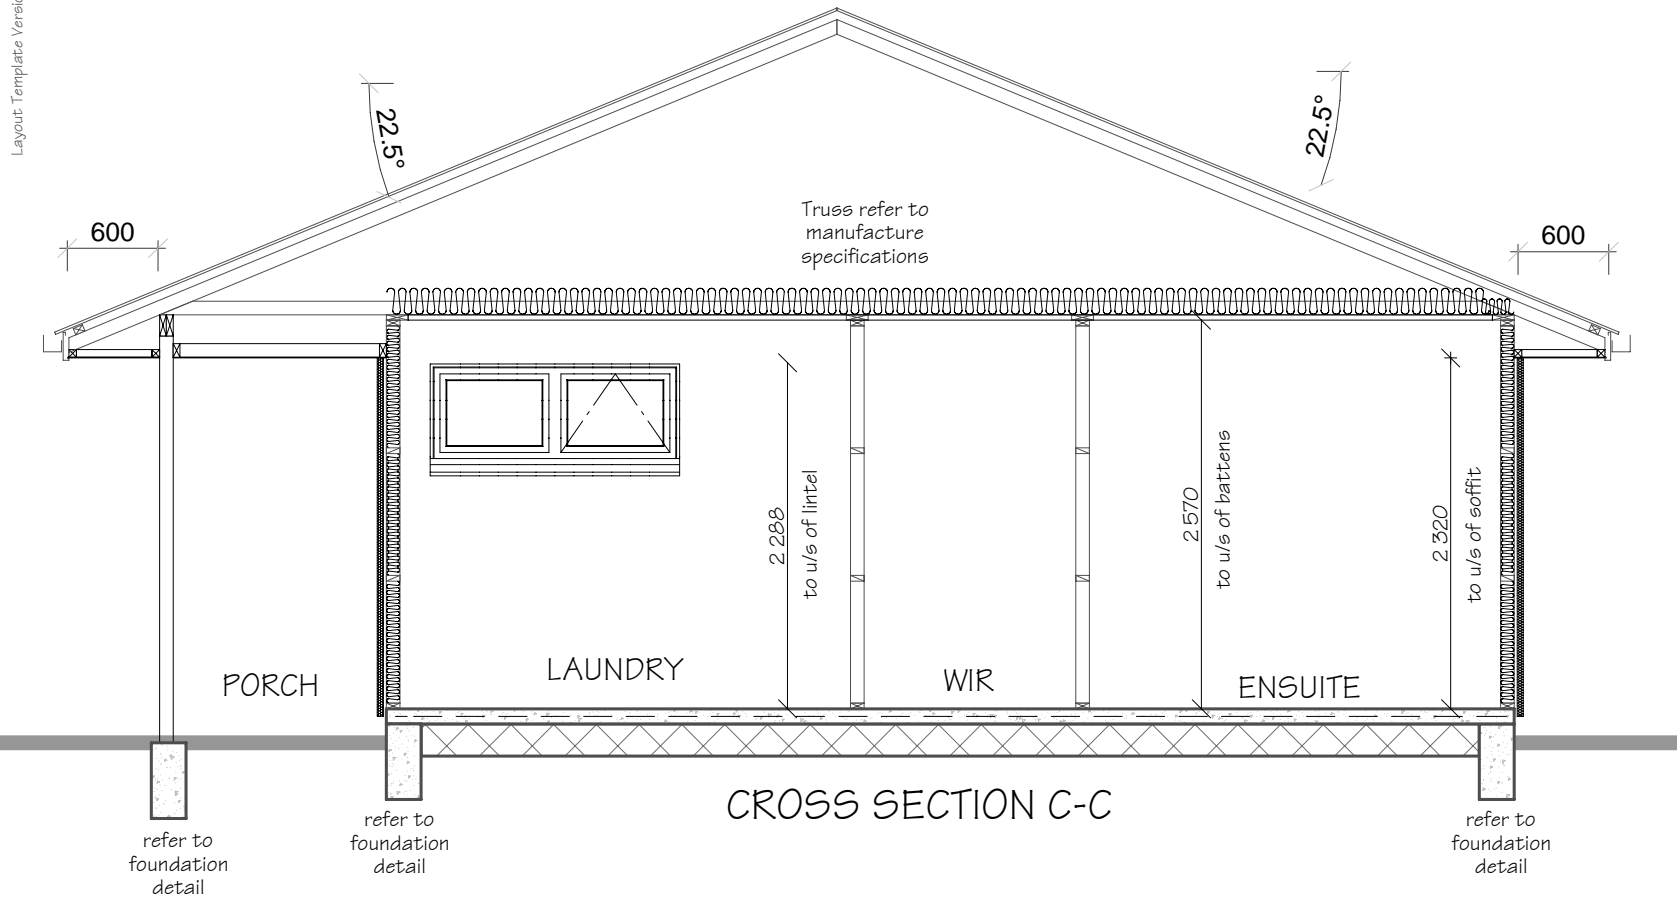 Layout Template Versio
22.5°
22.5°
600
600
Truss refer to
manufacture
specifications
2 288
to u/s of lintel
2 570
to u/s of battens
2 320
to u/s of soffit
PORCH
LAUNDRY
WIR
ENSUITE
CROSS SECTION C-C
refer to
foundation
detail
refer to
foundation
detail
refer to
foundation
detail